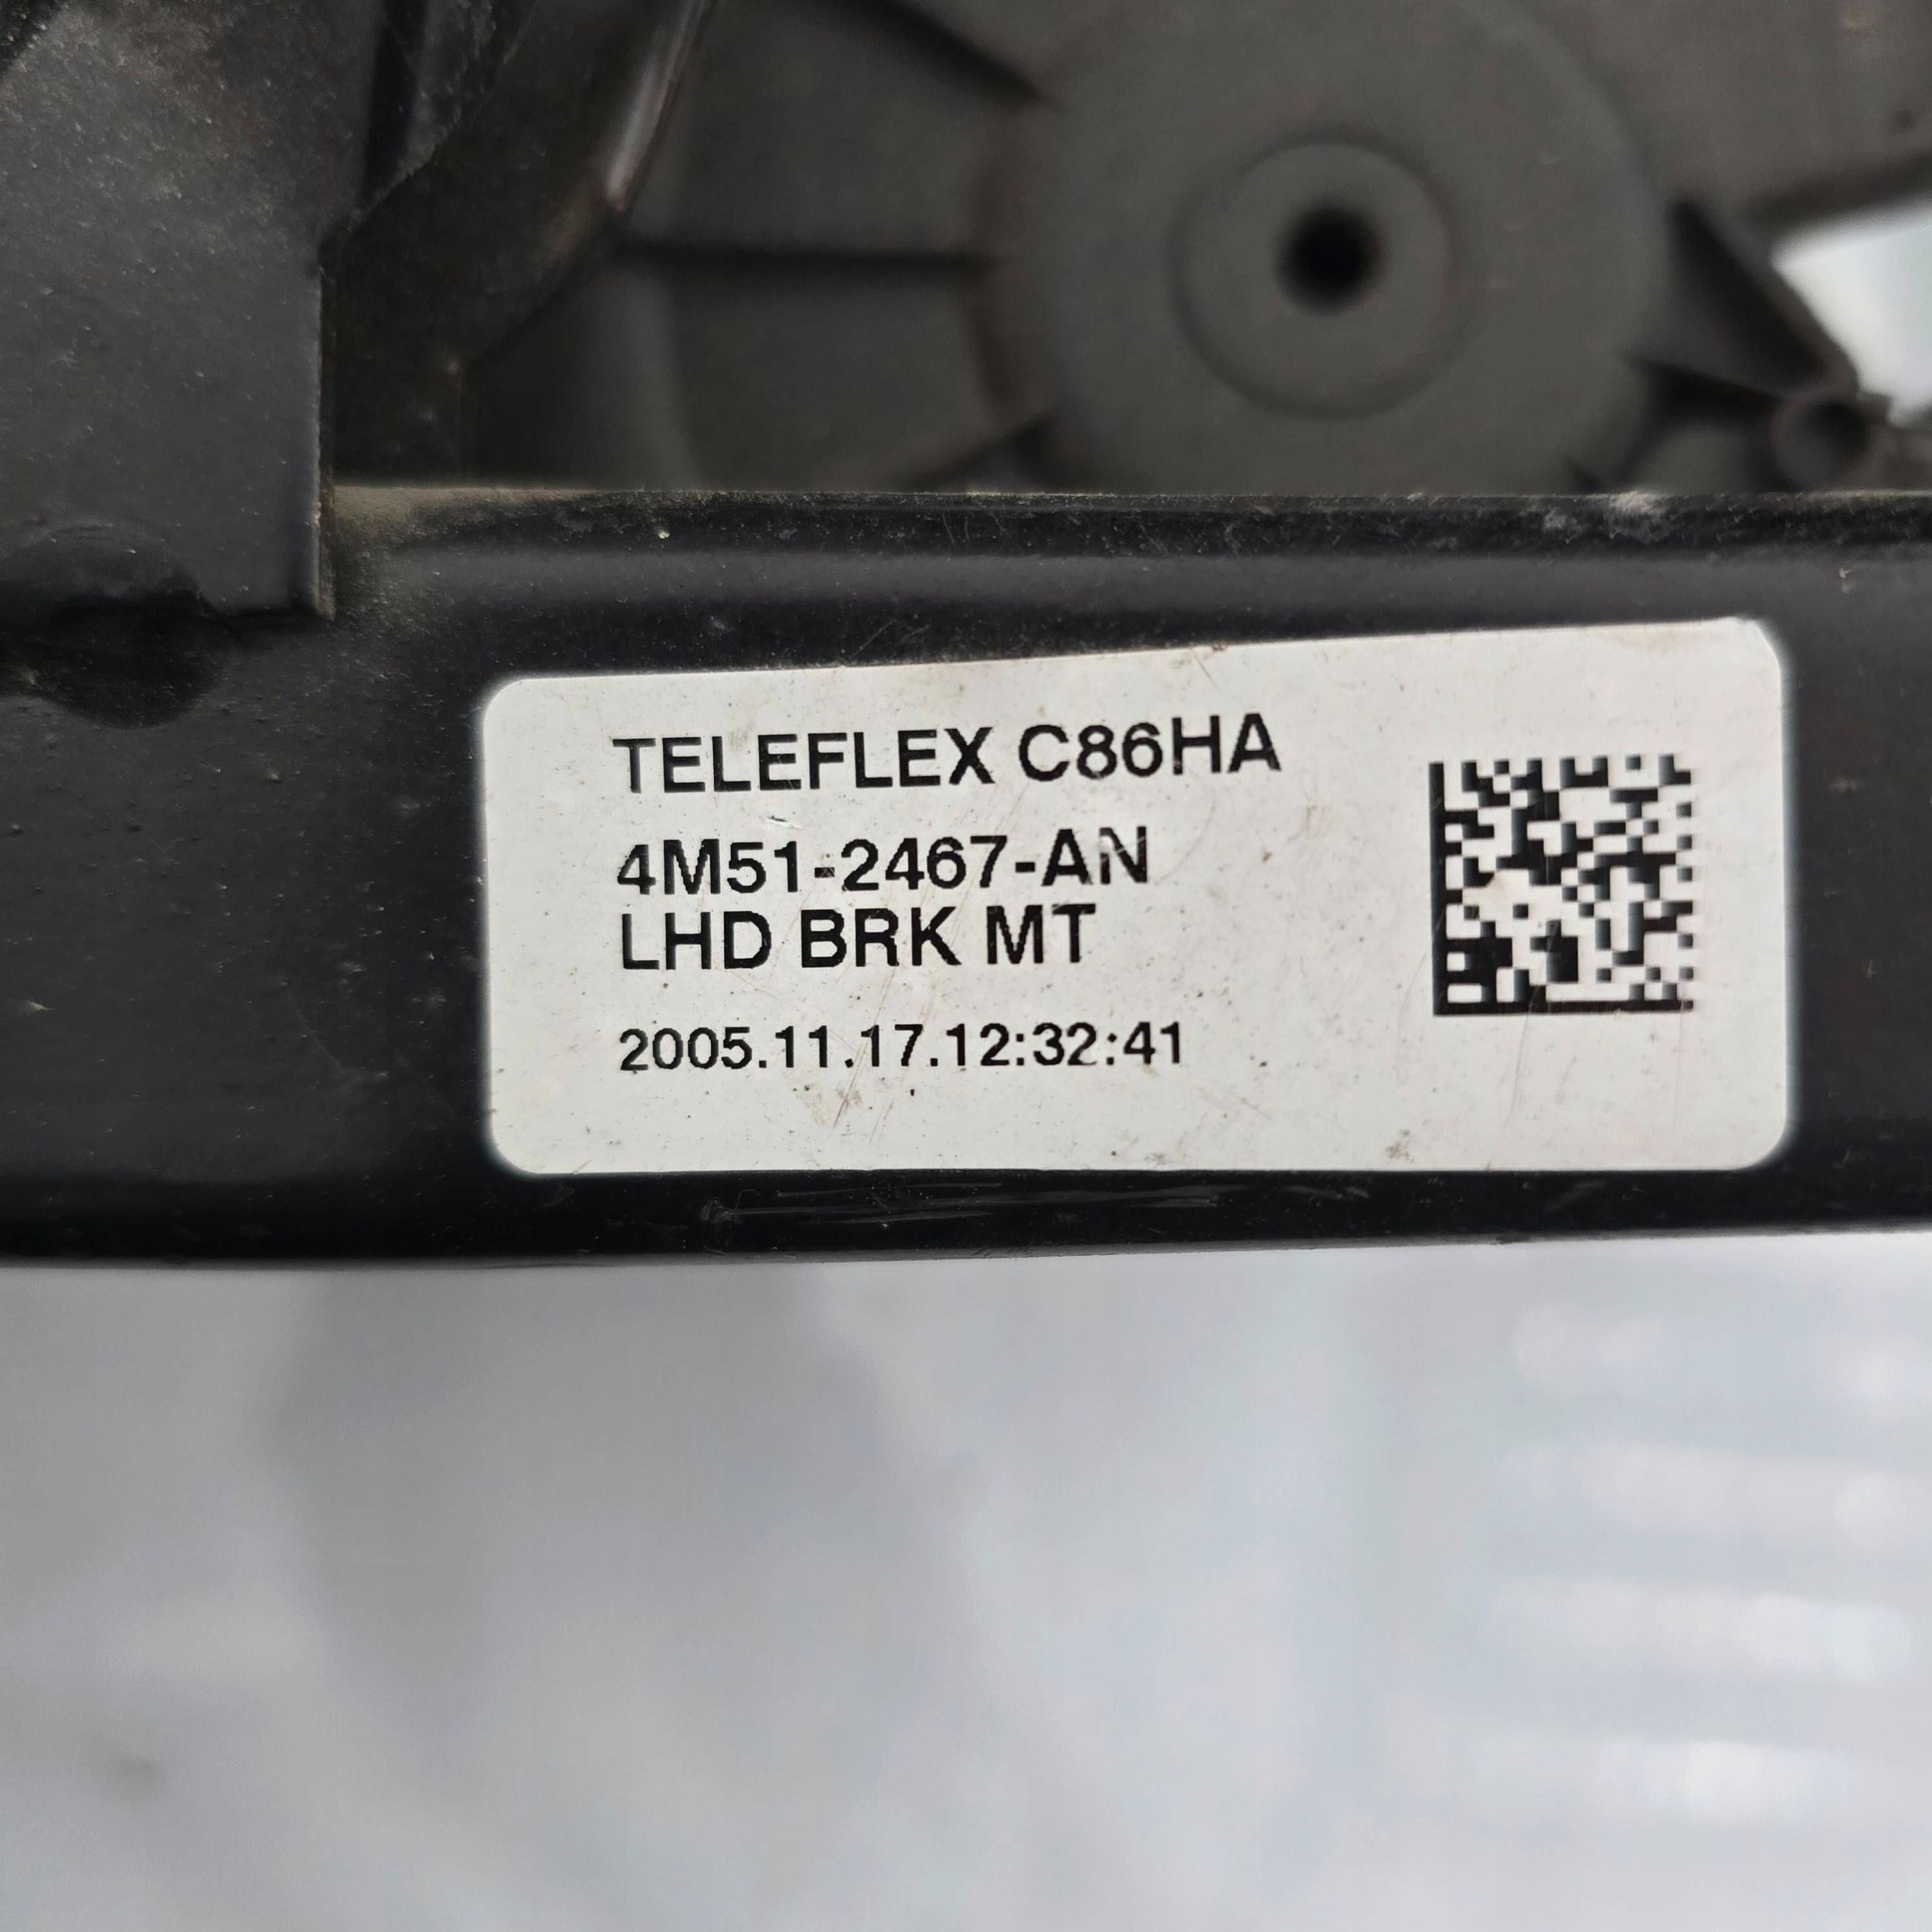 TELEFLEX C86HA
4M51-2467-AN
LHD BRK MT
2005.11.17.12:32:41